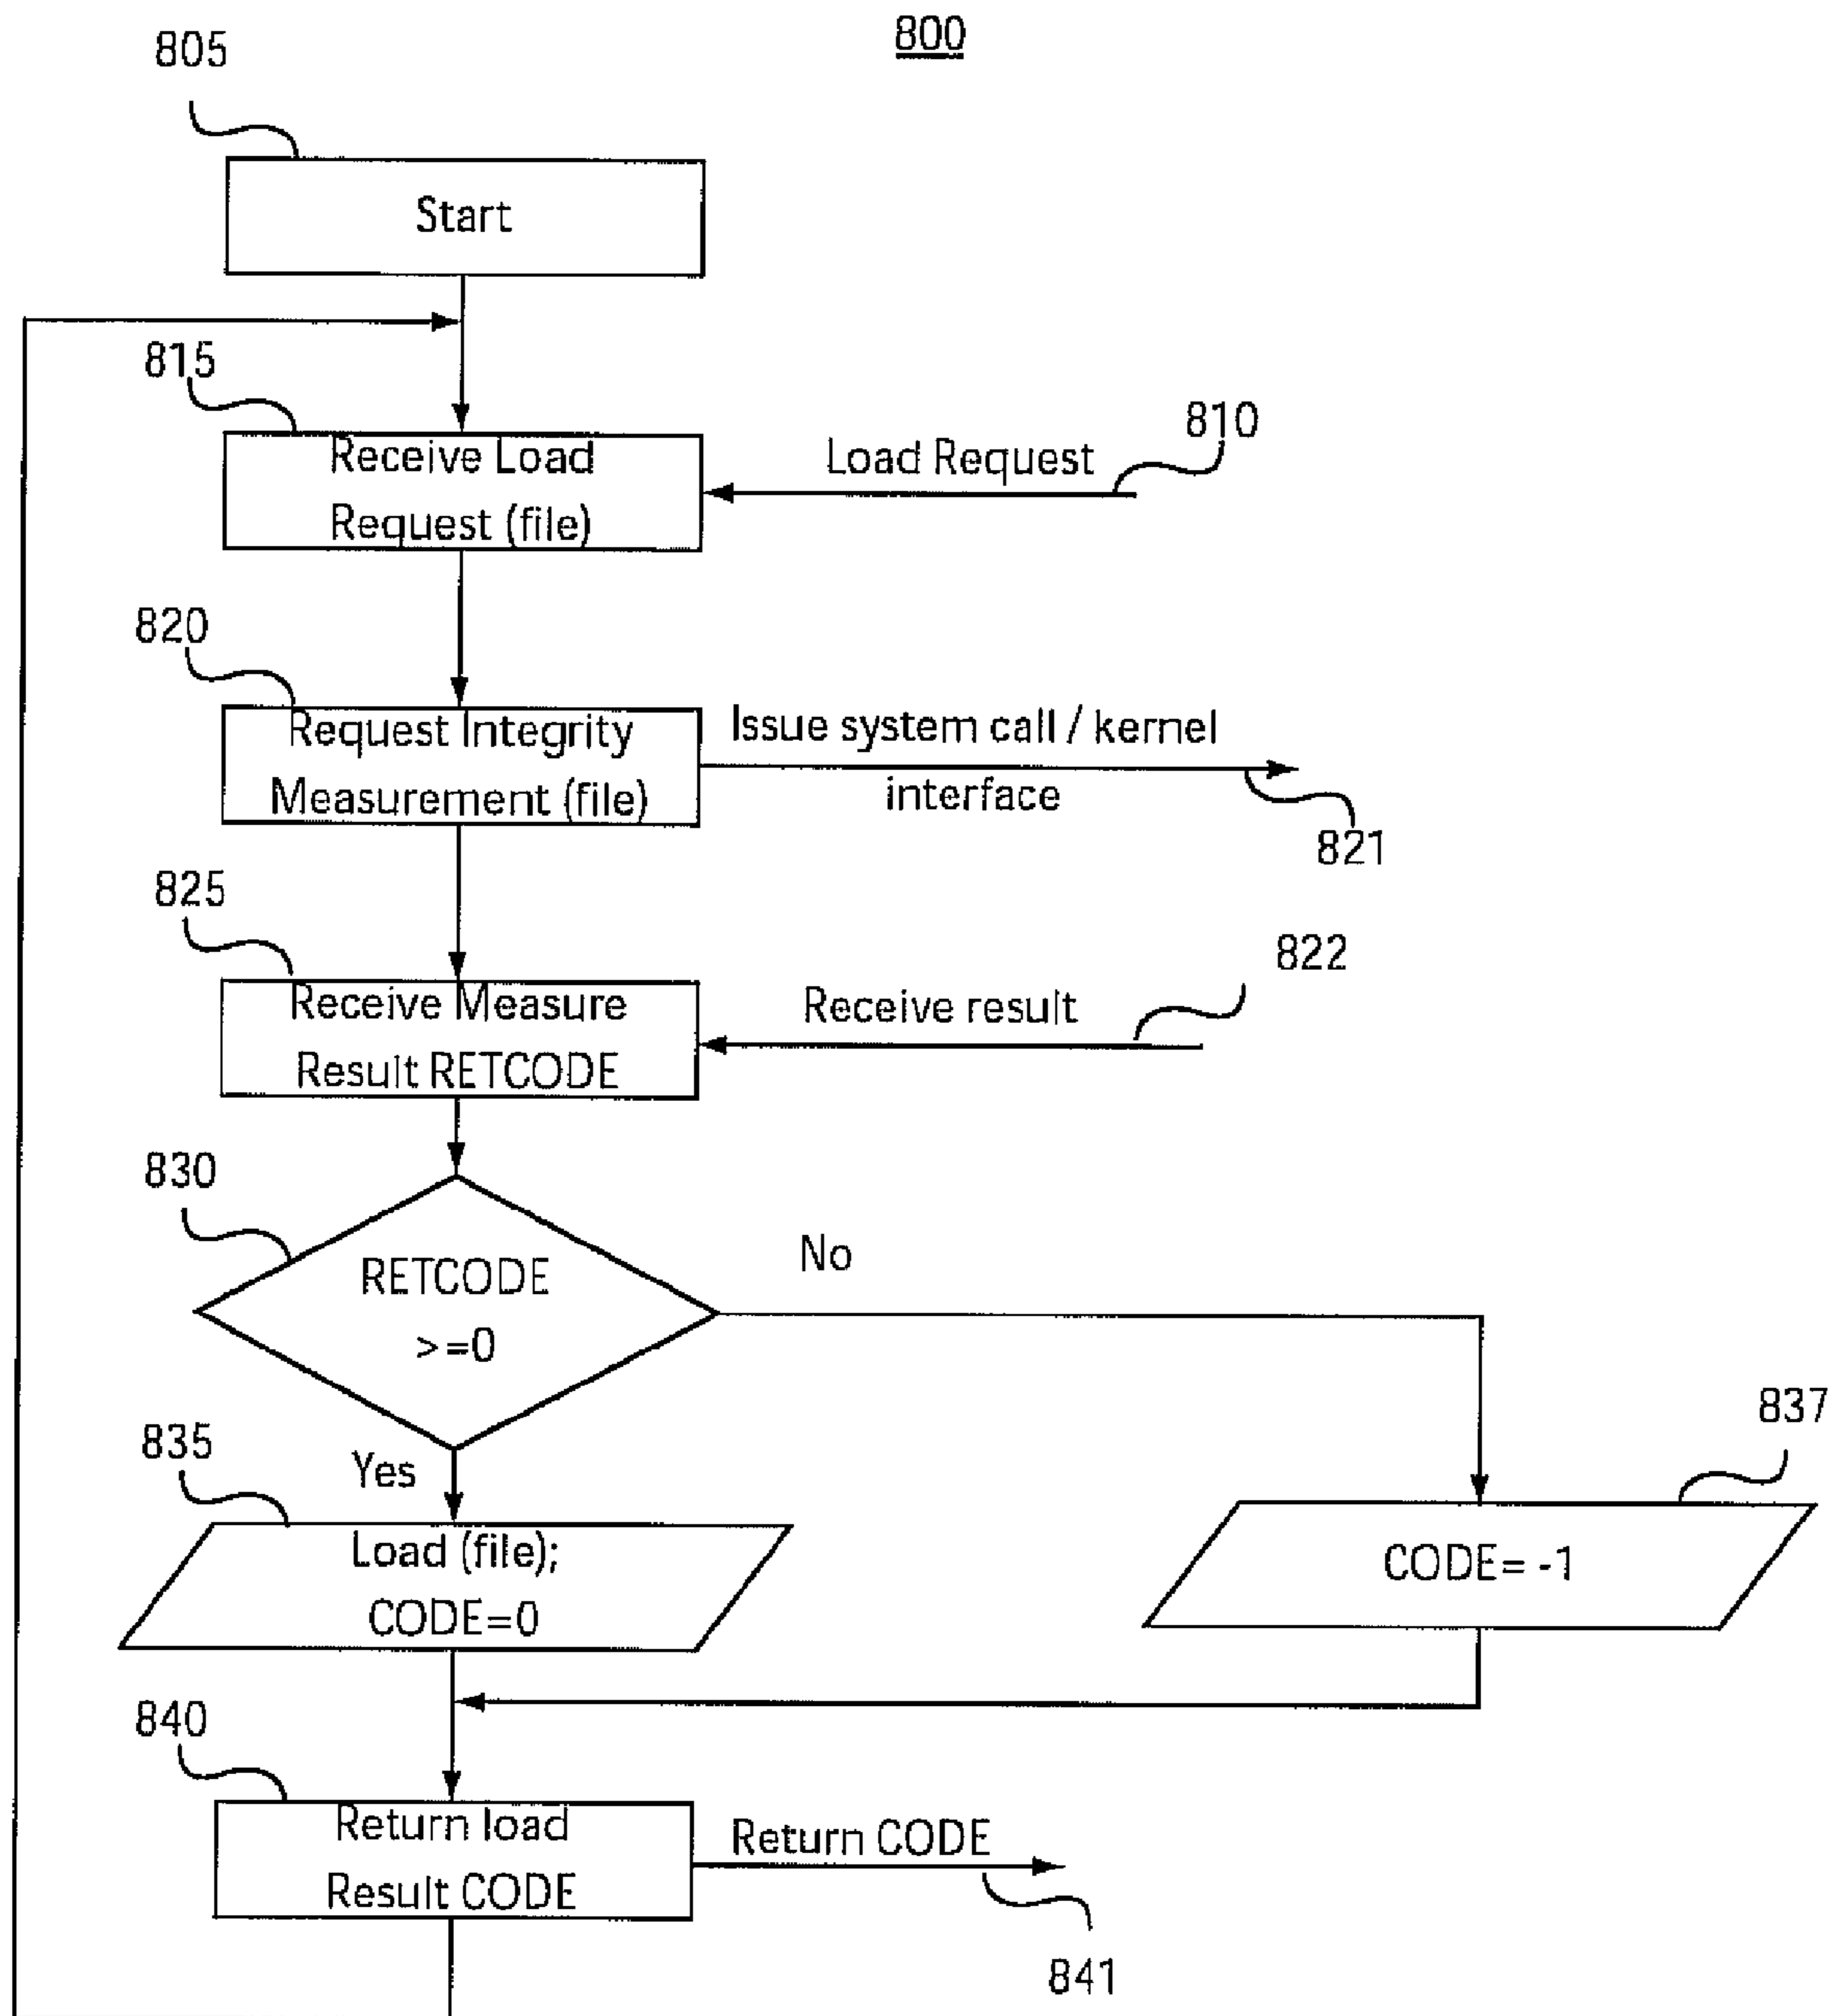 800
805
Start
815
Receive Load
Request (file)
Load Request
810
820
Request Integrity
Measurement (file)
Issue system call / kernel
interface
821
825
Receive Measure
Result RETCODE
Receive result
822
830
RETCODE
>=0
No
Yes
835
Load (file);
CODE=0
837
CODE= -1
840
Return load
Result CODE
Return CODE
841